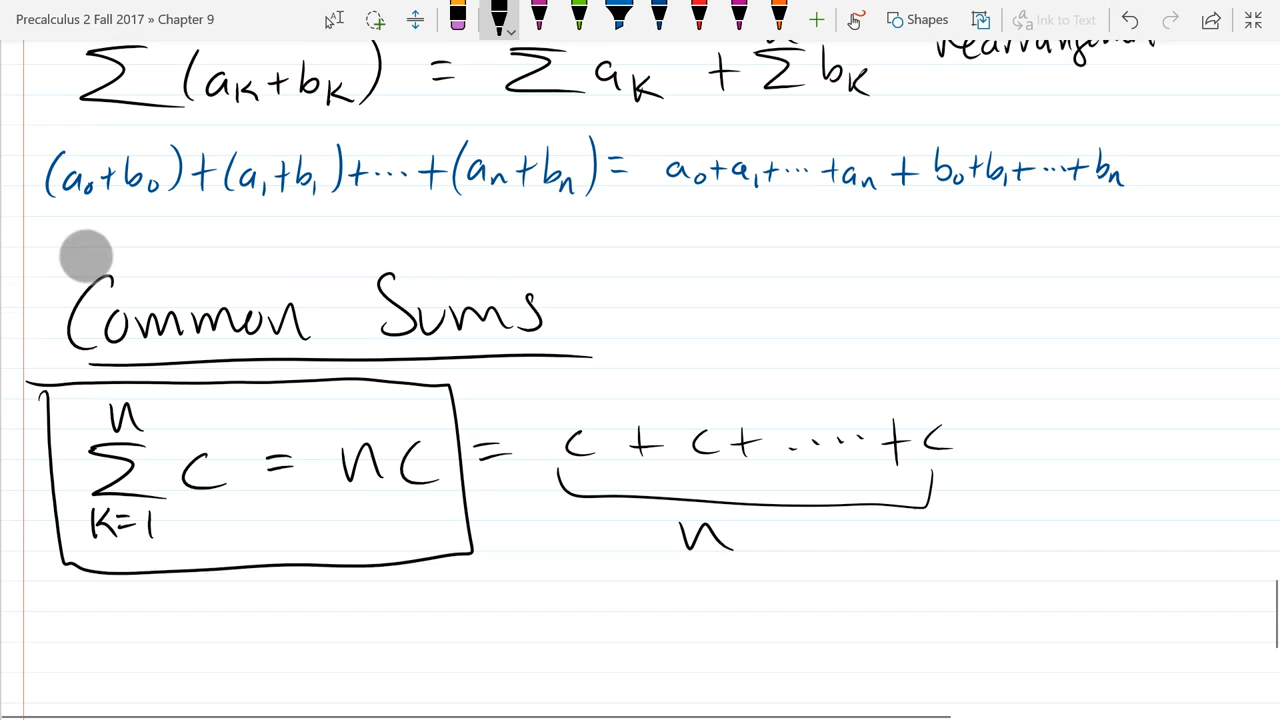 Precalculus 2 Fall 2017 » Chapter 9
Shapes
Ink to Text
∑ (aₖ+bₖ) = ∑ aₖ + ∑ bₖ
(a₀+b₀)+(a₁+b₁)+⋯+(aₙ+bₙ)= a₀+a₁+⋯+aₙ + b₀+b₁+⋯+bₙ
Common Sums
n
∑ c = nc = c + c + ..... + c
k=1
n